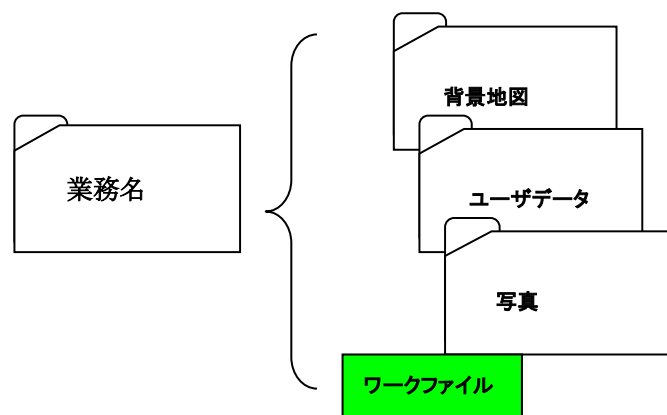 業務名
背景地図
ユーザデータ
写真
ワークファイル